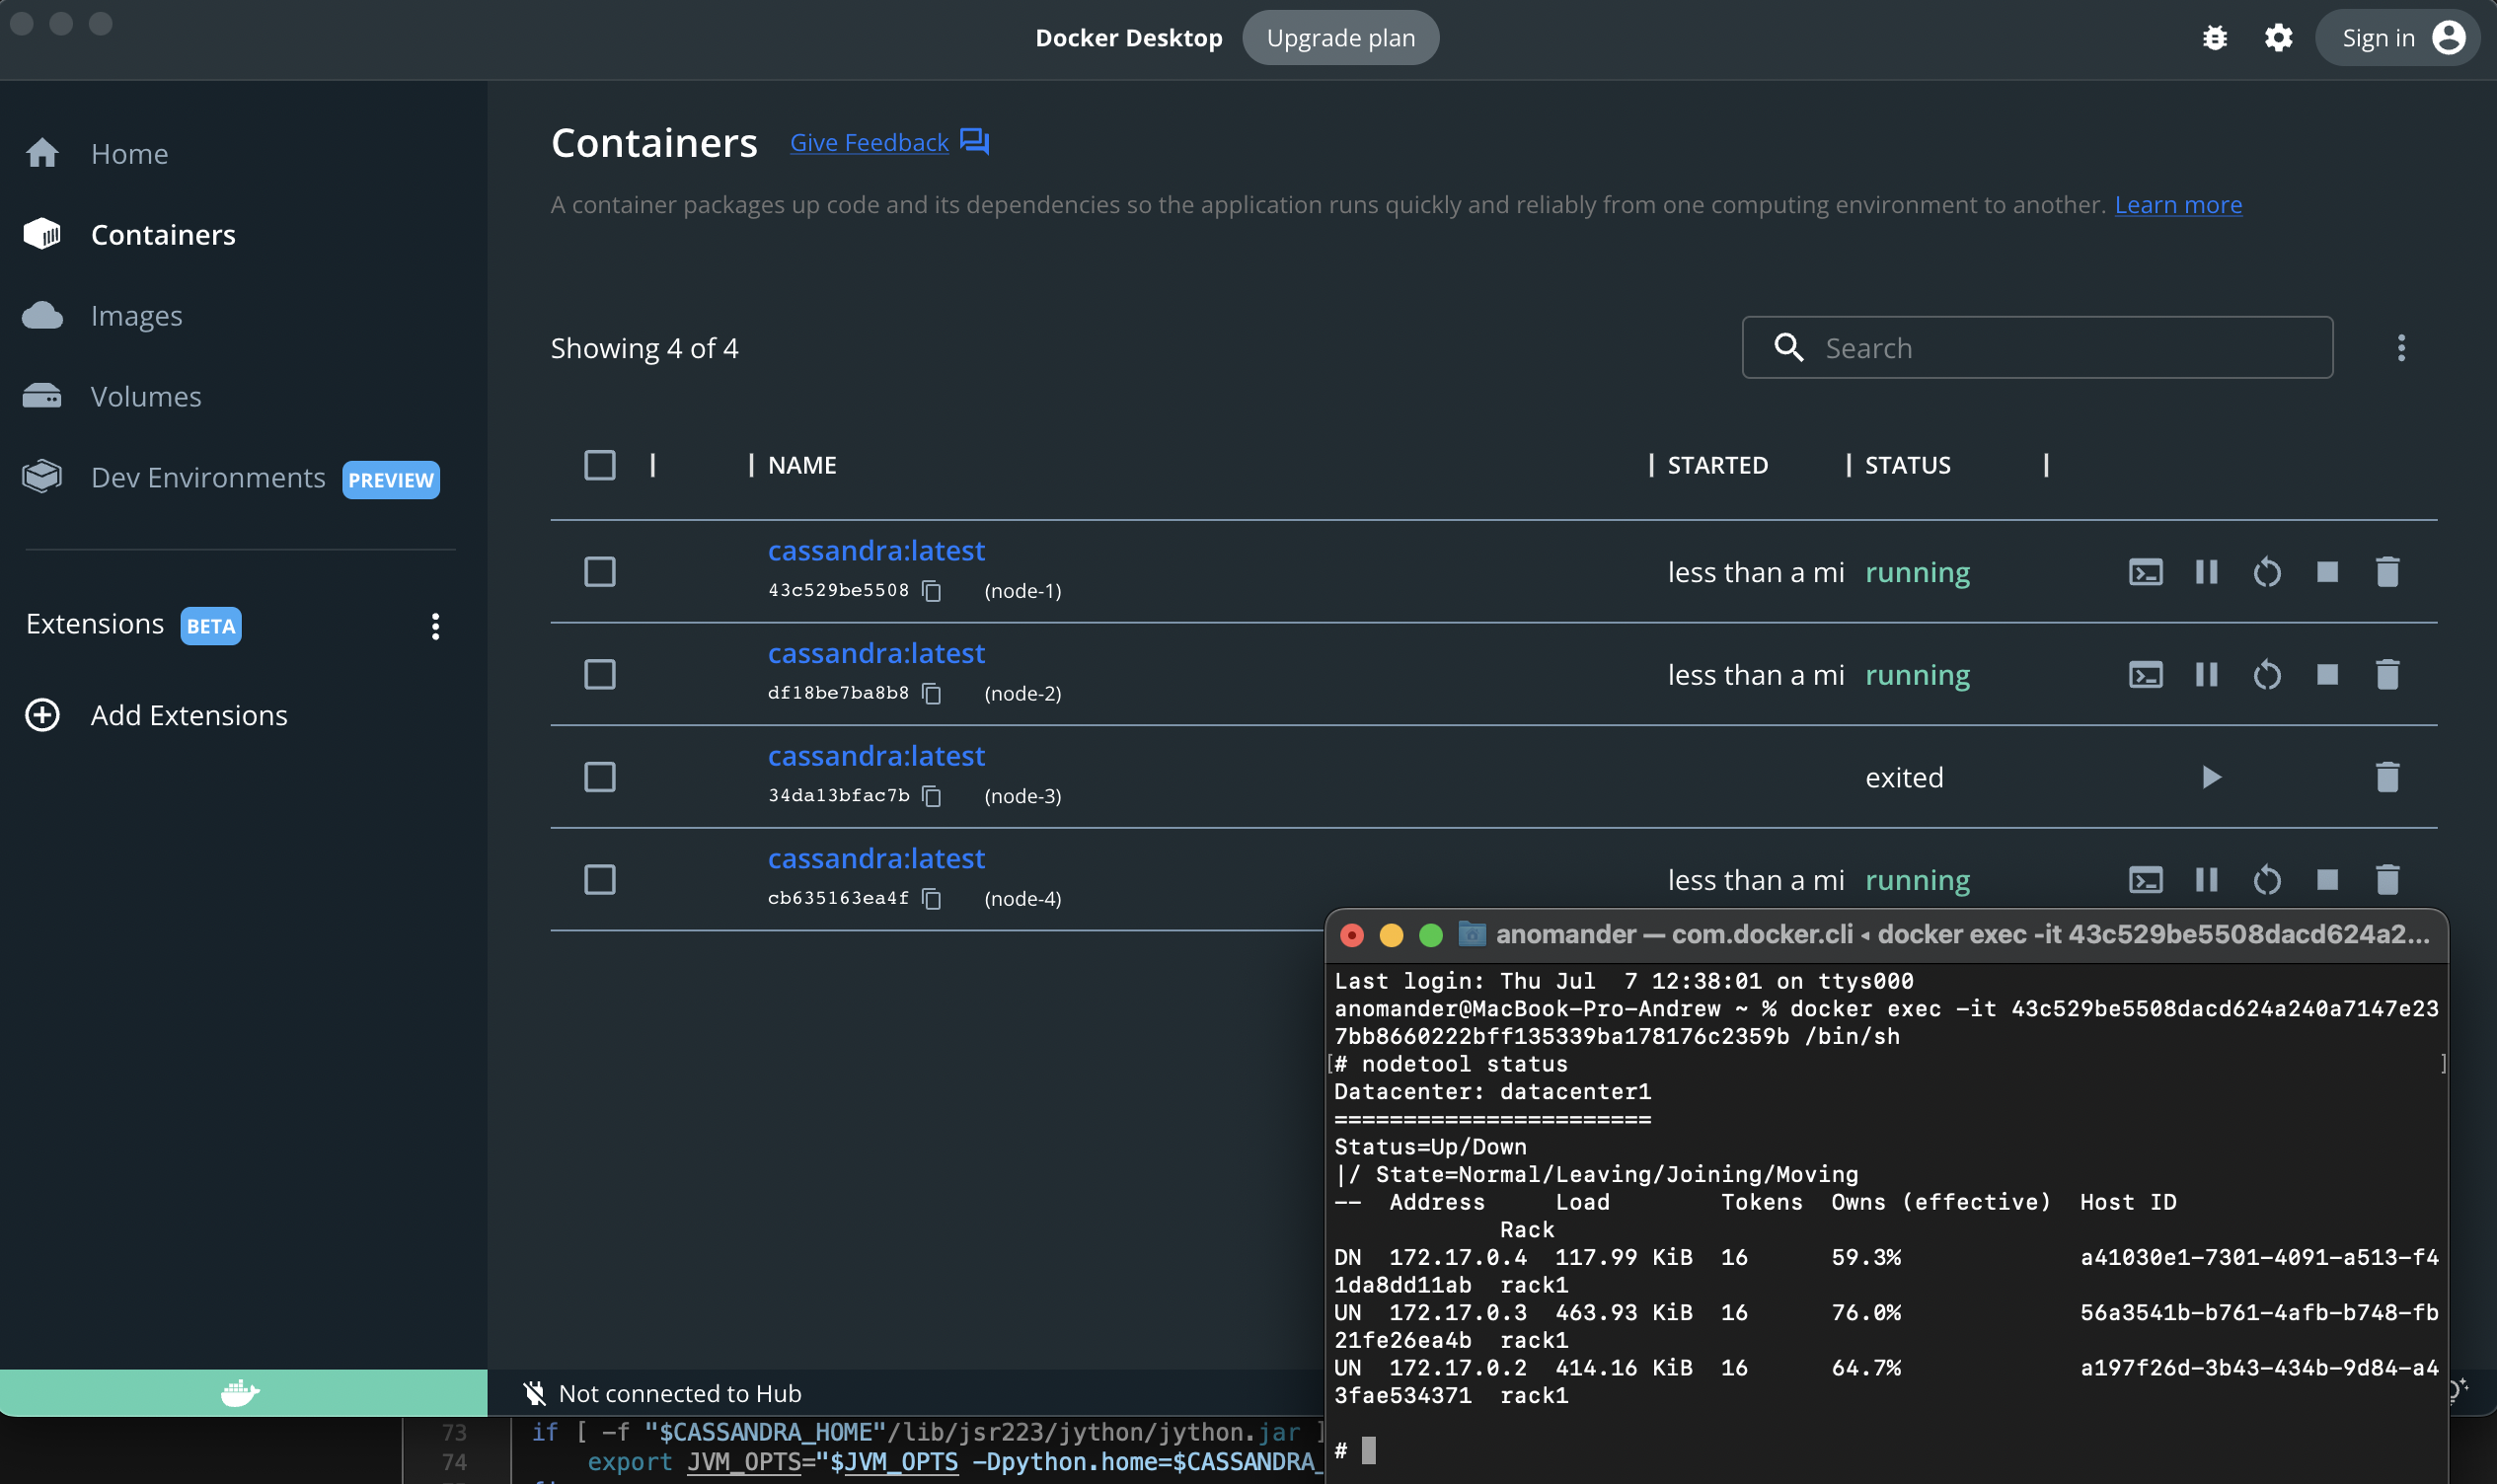 Docker Desktop
Upgrade plan
Sign in
Home
Containers
Images
Volumes
Dev Environments PREVIEW
Extensions BETA
Add Extensions
Containers
Give Feedback
A container packages up code and its dependencies so the application runs quickly and reliably from one computing environment to another. Learn more
Showing 4 of 4
Search
NAME
STARTED
STATUS
cassandra:latest
43c529be5508
(node-1)
less than a mi
running
cassandra:latest
df18be7ba8b8
(node-2)
less than a mi
running
cassandra:latest
34da13bfac7b
(node-3)
exited
cassandra:latest
cb635163ea4f
(node-4)
less than a mi
running
anomander — com.docker.cli ◂ docker exec -it 43c529be5508dacd624a2...
Last login: Thu Jul  7 12:38:01 on ttys000
anomander@MacBook-Pro-Andrew ~ % docker exec -it 43c529be5508dacd624a240a7147e23
7bb8660222bff135339ba178176c2359b /bin/sh
[# nodetool status ]
Datacenter: datacenter1
=======================
Status=Up/Down
|/ State=Normal/Leaving/Joining/Moving
--  Address     Load        Tokens  Owns (effective)  Host ID
Rack
DN  172.17.0.4  117.99 KiB  16      59.3%             a41030e1-7301-4091-a513-f4
1da8dd11ab  rack1
UN  172.17.0.3  463.93 KiB  16      76.0%             56a3541b-b761-4afb-b748-fb
21fe26ea4b  rack1
UN  172.17.0.2  414.16 KiB  16      64.7%             a197f26d-3b43-434b-9d84-a4
3fae534371  rack1
#
Not connected to Hub
73 if [ -f "$CASSANDRA_HOME"/lib/jsr223/jython/jython.jar ]
74 export JVM_OPTS="$JVM_OPTS -Dpython.home=$CASSANDRA_